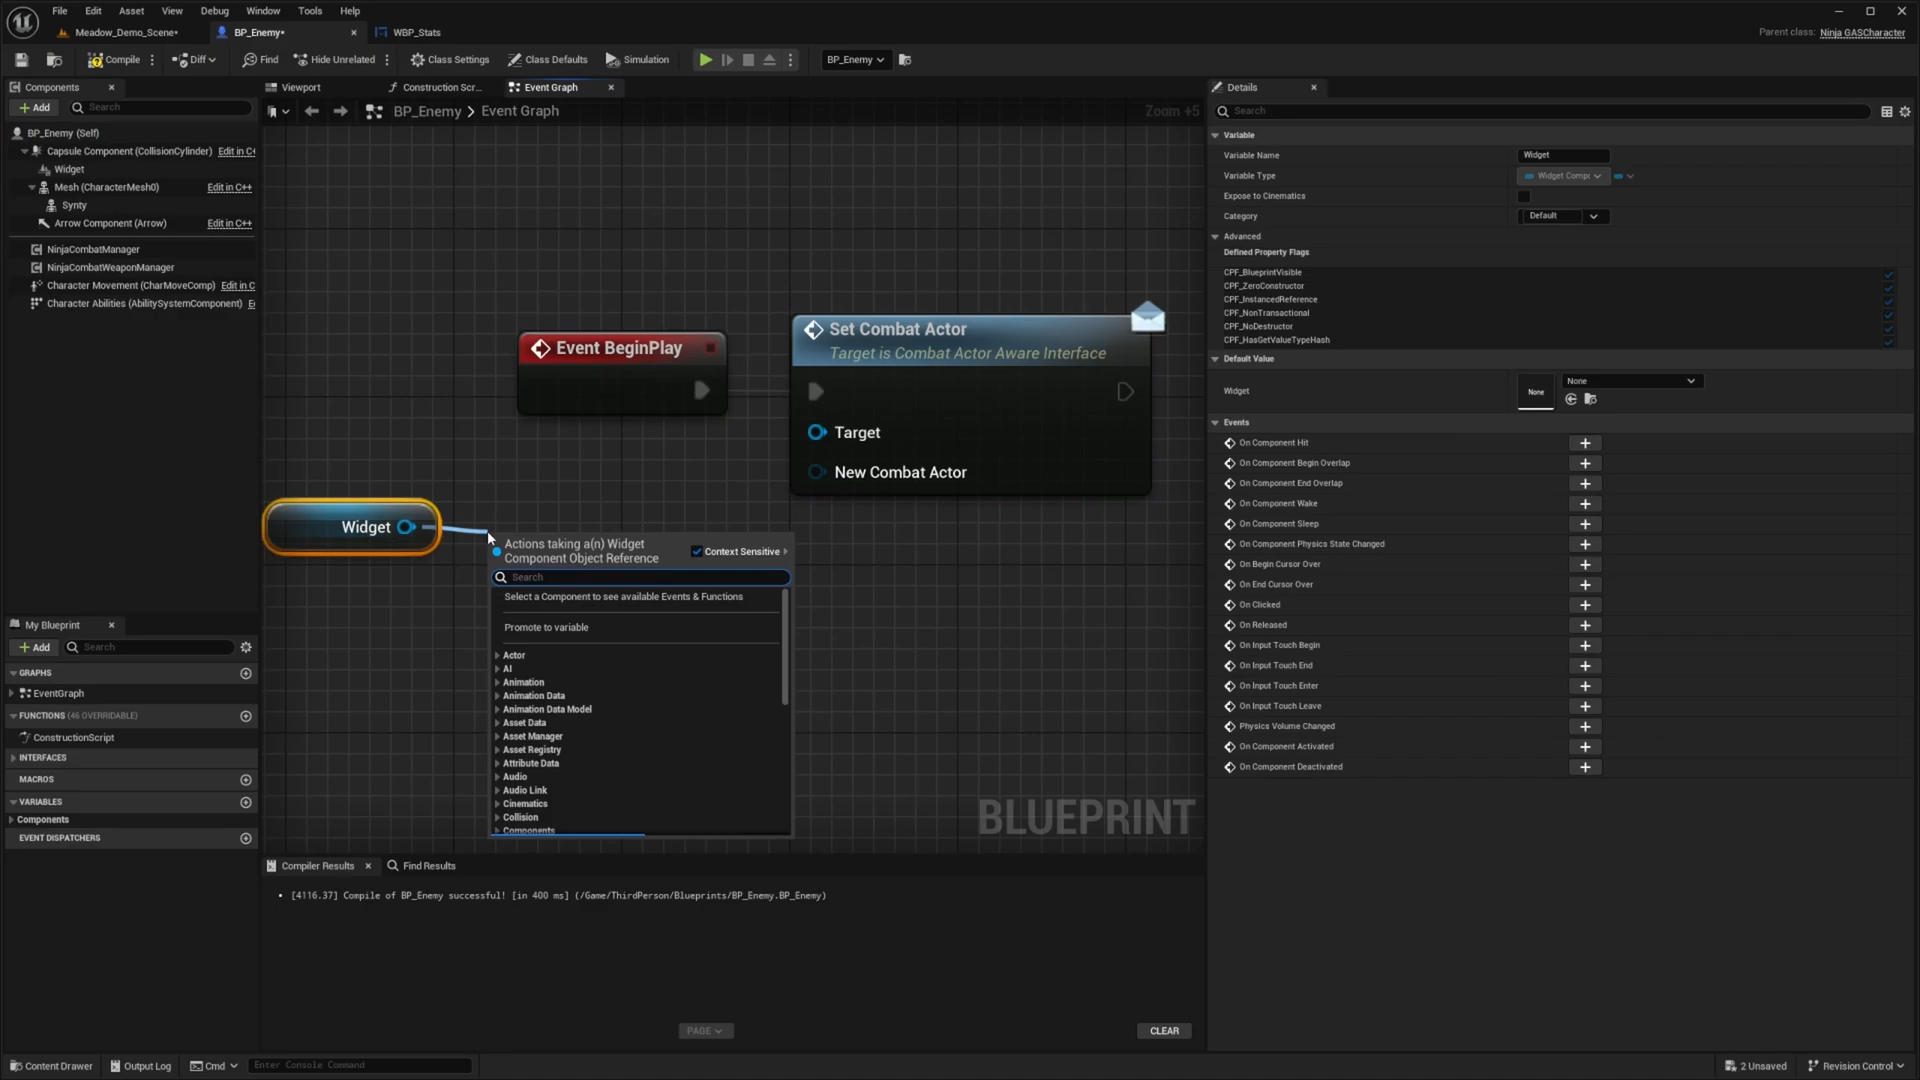 File Edit Asset View Debug Window Tools Help
Meadow_Demo_Scene*
BP_Enemy*
WBP_Stats
Parent class: Ninja GASCharacter
Compile
Diff
Find
Hide Unrelated
Class Settings
Class Defaults
Simulation
BP_Enemy
Components
Add
Search
BP_Enemy (Self)
Capsule Component (CollisionCylinder) Edit in C+
Widget
Mesh (CharacterMesh0) Edit in C++
Synty
Arrow Component (Arrow) Edit in C++
NinjaCombatManager
NinjaCombatWeaponManager
Character Movement (CharMoveComp) Edit in C
Character Abilities (AbilitySystemComponent) E
My Blueprint
Add
Search
GRAPHS
EventGraph
FUNCTIONS (46 OVERRIDABLE)
ConstructionScript
INTERFACES
MACROS
VARIABLES
Components
EVENT DISPATCHERS
Viewport
Construction Scr...
Event Graph
BP_Enemy > Event Graph
Zoom +5
Event BeginPlay
Set Combat Actor
Target is Combat Actor Aware Interface
Target
New Combat Actor
Widget
Actions taking a(n) Widget
Component Object Reference
Context Sensitive
Search
Select a Component to see available Events & Functions
Promote to variable
Actor
AI
Animation
Animation Data
Animation Data Model
Asset Data
Asset Manager
Asset Registry
Attribute Data
Audio
Audio Link
Cinematics
Collision
Components
BLUEPRINT
Compiler Results
Find Results
• [4116.37] Compile of BP_Enemy successful! [in 400 ms] (/Game/ThirdPerson/Blueprints/BP_Enemy.BP_Enemy)
PAGE
CLEAR
Details
Search
Variable
Variable Name Widget
Variable Type Widget Compo
Expose to Cinematics
Category Default
Advanced
Defined Property Flags
CPF_BlueprintVisible
CPF_ZeroConstructor
CPF_InstancedReference
CPF_NonTransactional
CPF_NoDestructor
CPF_HasGetValueTypeHash
Default Value
Widget None None
Events
On Component Hit
On Component Begin Overlap
On Component End Overlap
On Component Wake
On Component Sleep
On Component Physics State Changed
On Begin Cursor Over
On End Cursor Over
On Clicked
On Released
On Input Touch Begin
On Input Touch End
On Input Touch Enter
On Input Touch Leave
Physics Volume Changed
On Component Activated
On Component Deactivated
Content Drawer
Output Log
Cmd
Enter Console Command
2 Unsaved
Revision Control